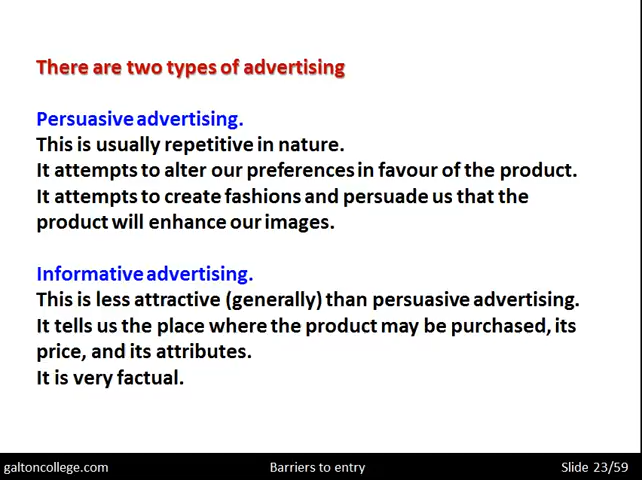 There are two types of advertising
Persuasive advertising.
This is usually repetitive in nature.
It attempts to alter our preferences in favour of the product.
It attempts to create fashions and persuade us that the
product will enhance our images.
Informative advertising.
This is less attractive (generally) than persuasive advertising.
It tells us the place where the product may be purchased, its
price, and its attributes.
It is very factual.
galtoncollege.com Barriers to entry Slide 23/59